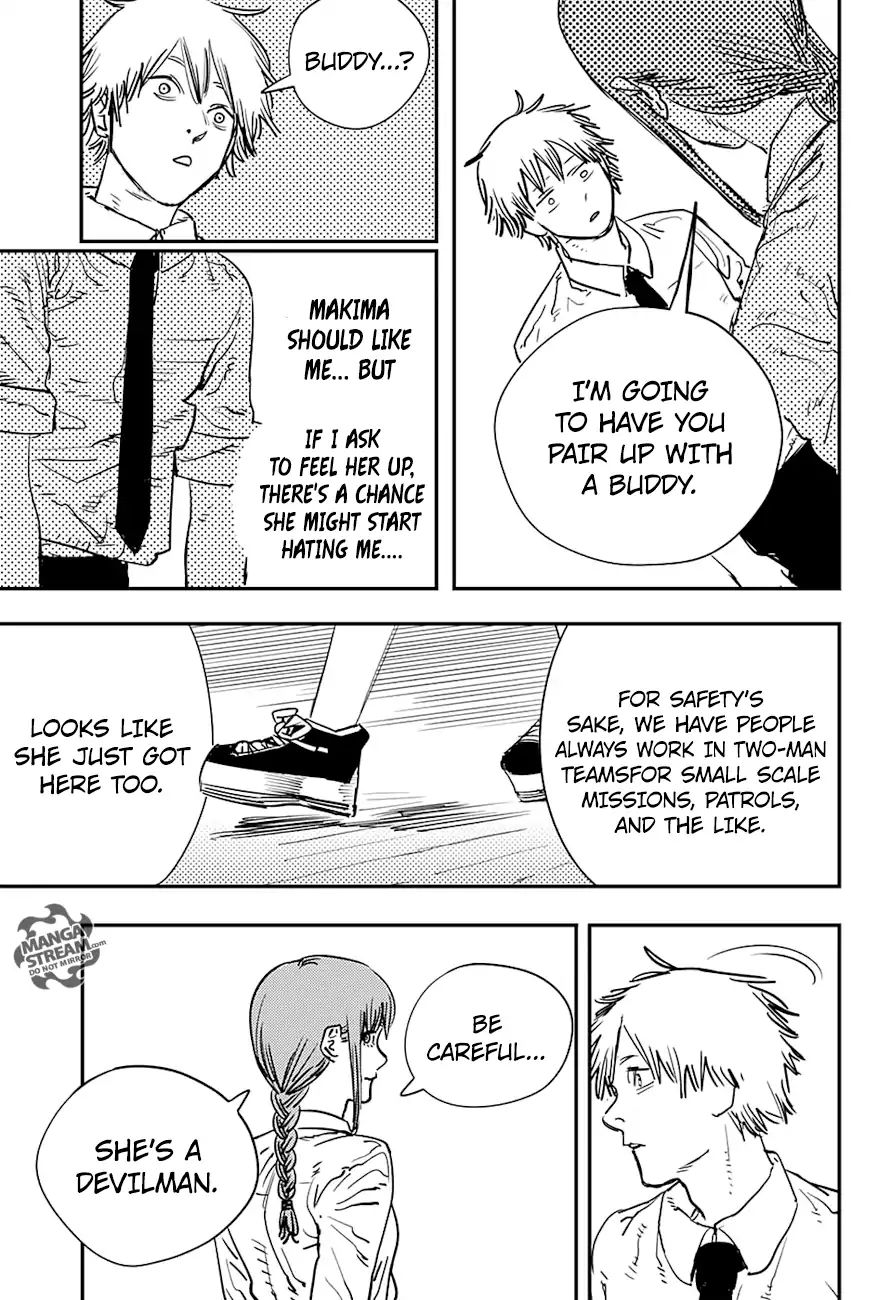 I'M GOING
TO HAVE YOU
PAIR UP WITH
A BUDDY.
BUDDY...?
MAKIMA
SHOULD LIKE
ME... BUT
IF I ASK
TO FEEL HER UP,
THERE'S A CHANCE
SHE MIGHT START
HATING ME....
FOR SAFETY'S
SAKE, WE HAVE PEOPLE
ALWAYS WORK IN TWO-MAN
TEAMSFOR SMALL SCALE
MISSIONS, PATROLS,
AND THE LIKE.
LOOKS LIKE
SHE JUST GOT
HERE TOO.
BE
CAREFUL...
SHE'S A
DEVILMAN.
MANGA
STREAM.com
DO NOT MIRROR